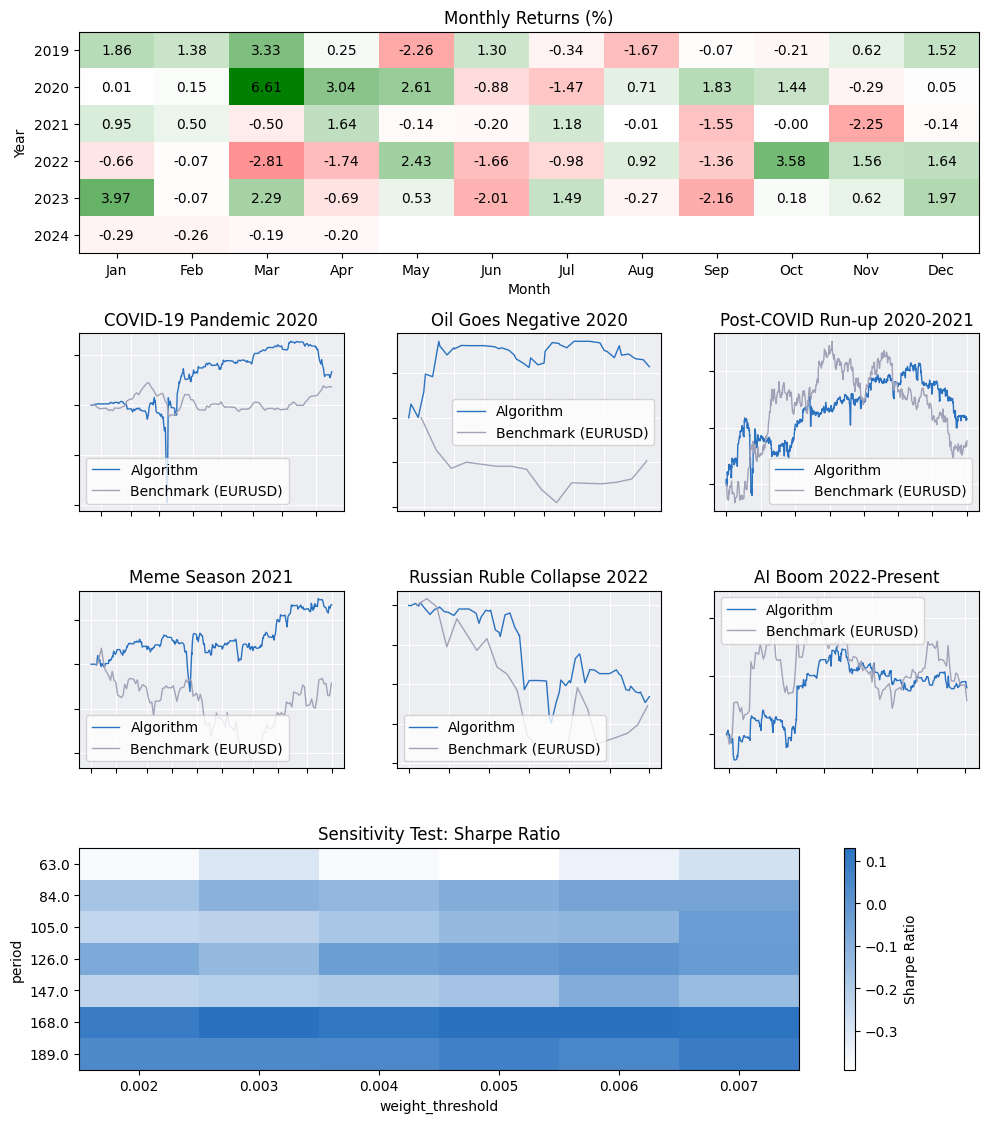 Monthly Returns (%)
2019 1.86 1.38 3.33 0.25 -2.26 1.30 -0.34 -1.67 -0.07 -0.21 0.62 1.52
2020 0.01 0.15 6.61 3.04 2.61 -0.88 -1.47 0.71 1.83 1.44 -0.29 0.05
2021 0.95 0.50 -0.50 1.64 -0.14 -0.20 1.18 -0.01 -1.55 -0.00 -2.25 -0.14
Year
2022 -0.66 -0.07 -2.81 -1.74 2.43 -1.66 -0.98 0.92 -1.36 3.58 1.56 1.64
2023 3.97 -0.07 2.29 -0.69 0.53 -2.01 1.49 -0.27 -2.16 0.18 0.62 1.97
2024 -0.29 -0.26 -0.19 -0.20
Jan Feb Mar Apr May Jun Jul Aug Sep Oct Nov Dec
Month
COVID-19 Pandemic 2020
Algorithm
Benchmark (EURUSD)
Oil Goes Negative 2020
Algorithm
Benchmark (EURUSD)
Post-COVID Run-up 2020-2021
Algorithm
Benchmark (EURUSD)
Meme Season 2021
Algorithm
Benchmark (EURUSD)
Russian Ruble Collapse 2022
Algorithm
Benchmark (EURUSD)
AI Boom 2022-Present
Algorithm
Benchmark (EURUSD)
Sensitivity Test: Sharpe Ratio
period
63.0
84.0
105.0
126.0
147.0
168.0
189.0
0.002 0.003 0.004 0.005 0.006 0.007
weight_threshold
0.1
0.0
−0.1
−0.2
−0.3
Sharpe Ratio